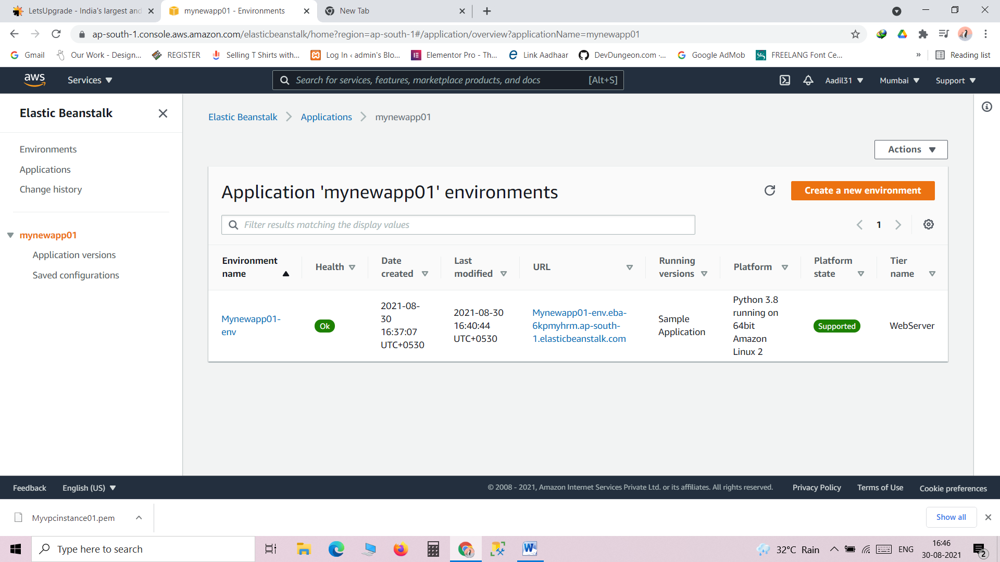 LetsUpgrade - India's largest and
mynewapp01 - Environments
New Tab
ap-south-1.console.aws.amazon.com/elasticbeanstalk/home?region=ap-south-1#/application/overview?applicationName=mynewapp01
Gmail
Our Work - Design...
REGISTER
Selling T Shirts with...
Log In ‹ admin's Blo...
Elementor Pro - Th...
Link Aadhaar
DevDungeon.com -...
Google AdMob
FREELANG Font Ce...
»
Reading list
aws
Services
Search for services, features, marketplace products, and docs
[Alt+S]
Aadil31
Mumbai
Support
Elastic Beanstalk
Environments
Applications
Change history
mynewapp01
Application versions
Saved configurations
Elastic Beanstalk
Applications
mynewapp01
Actions
Application 'mynewapp01' environments
Create a new environment
Filter results matching the display values
1
Environment
name
Health
Date
created
Last
modified
URL
Running
versions
Platform
Platform
state
Tier
name
Mynewapp01-
env
Ok
2021-08-
30
16:37:07
UTC+0530
2021-08-30
16:40:44
UTC+0530
Mynewapp01-env.eba-
6kpmyhrm.ap-south-
1.elasticbeanstalk.com
Sample
Application
Python 3.8
running on
64bit
Amazon
Linux 2
Supported
WebServer
Feedback
English (US)
© 2008 - 2021, Amazon Internet Services Private Ltd. or its affiliates. All rights reserved.
Privacy Policy
Terms of Use
Cookie preferences
Myvpcinstance01.pem
Show all
Type here to search
32°C Rain
ENG
16:46
30-08-2021
2